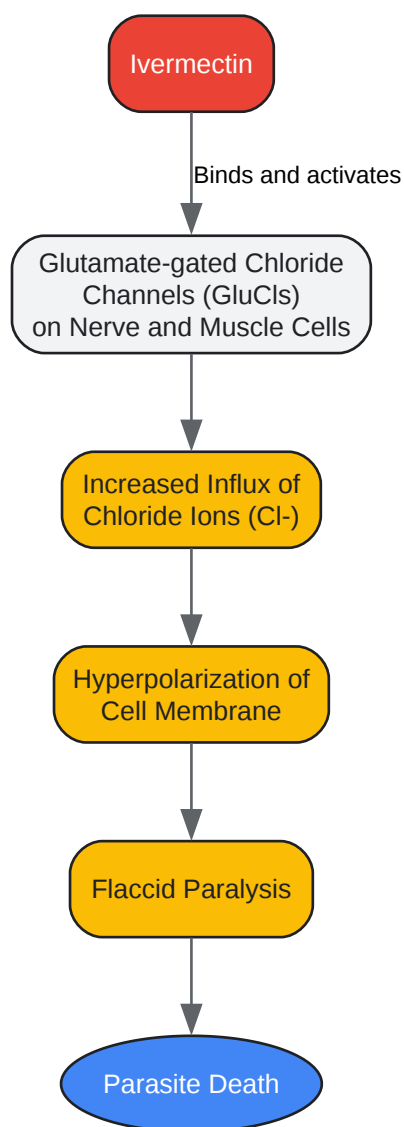 Ivermectin
Binds and activates
Glutamate-gated Chloride
Channels (GluCls)
on Nerve and Muscle Cells
Increased Influx of
Chloride Ions (Cl-)
Hyperpolarization of
Cell Membrane
Flaccid Paralysis
Parasite Death